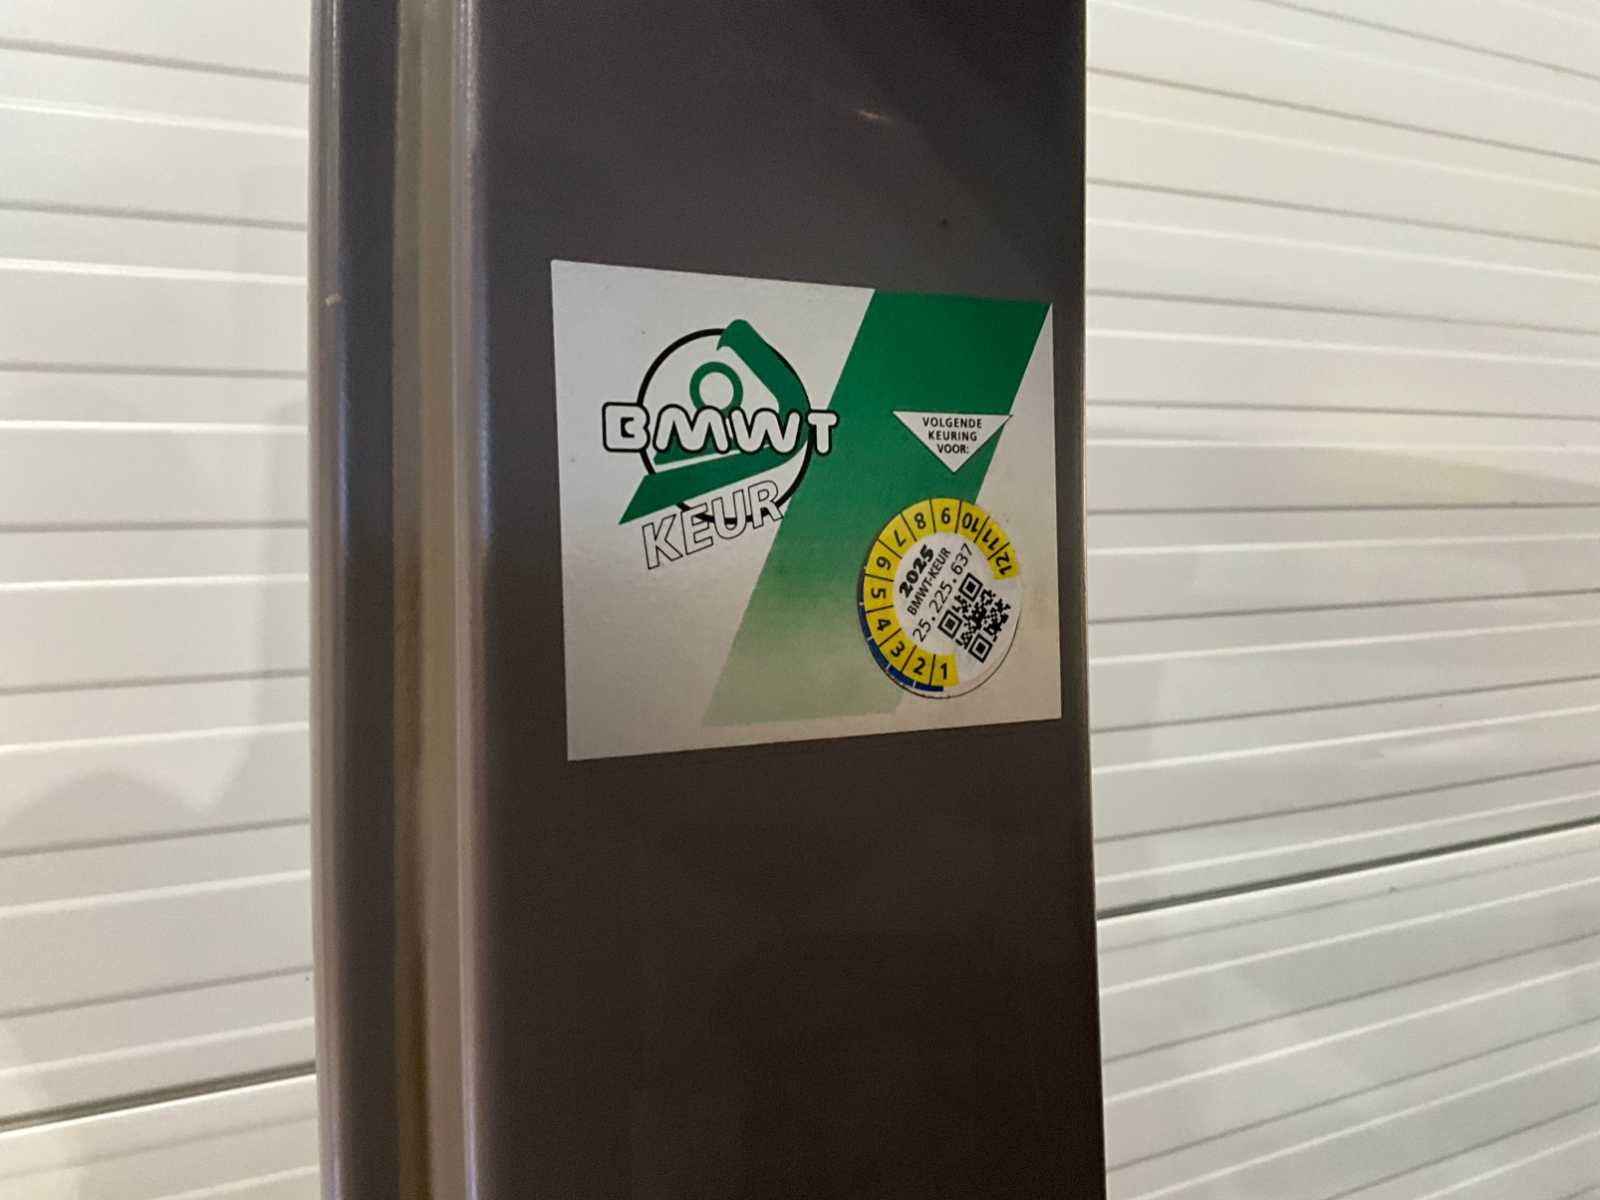 BMWT
KEUR
VOLGENDE
KEURING
VOOR:
1 2 3 4 5 6 7 8 9 10 11 12
2025
BMWT-KEUR
25.225.637